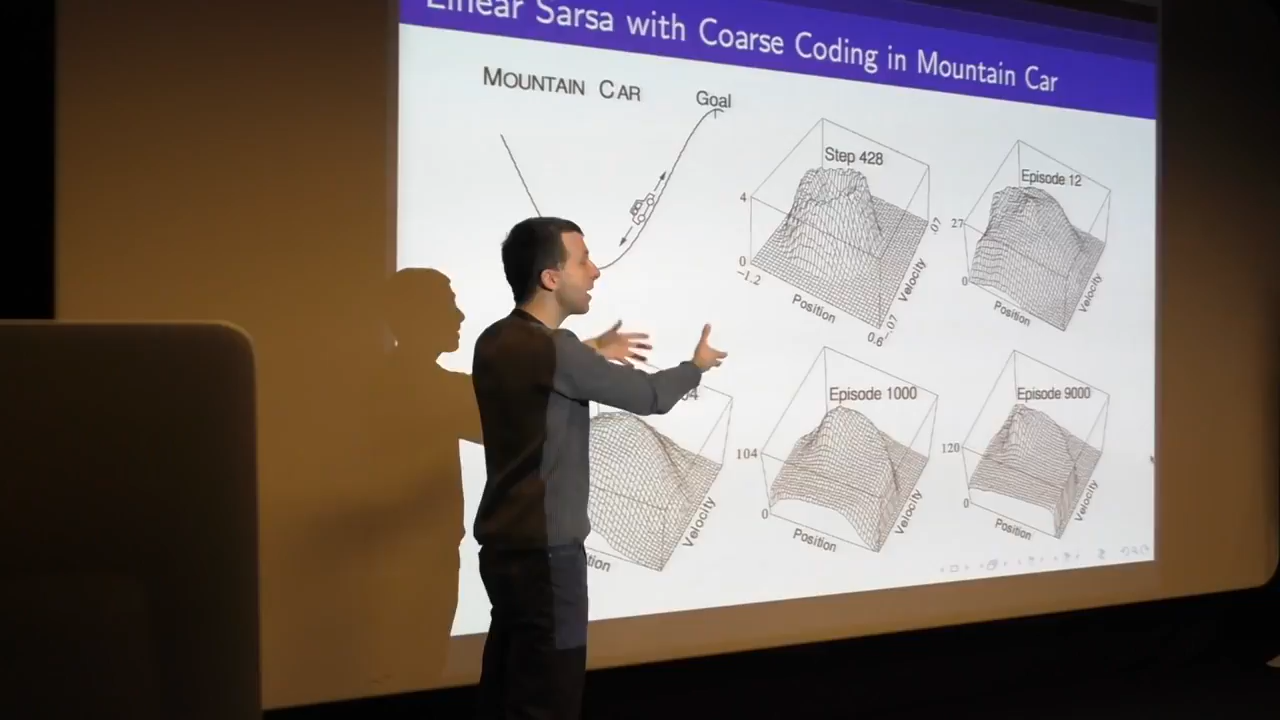 Linear Sarsa with Coarse Coding in Mountain Car
MOUNTAIN CAR
Goal
Step 428
4
0
−1.2
Position
0.6
-.07
Velocity
.07
Episode 12
27
0
Position
Velocity
04
tion
Velocity
Episode 1000
104
0
Position
Velocity
Episode 9000
120
0
Position
Velocity